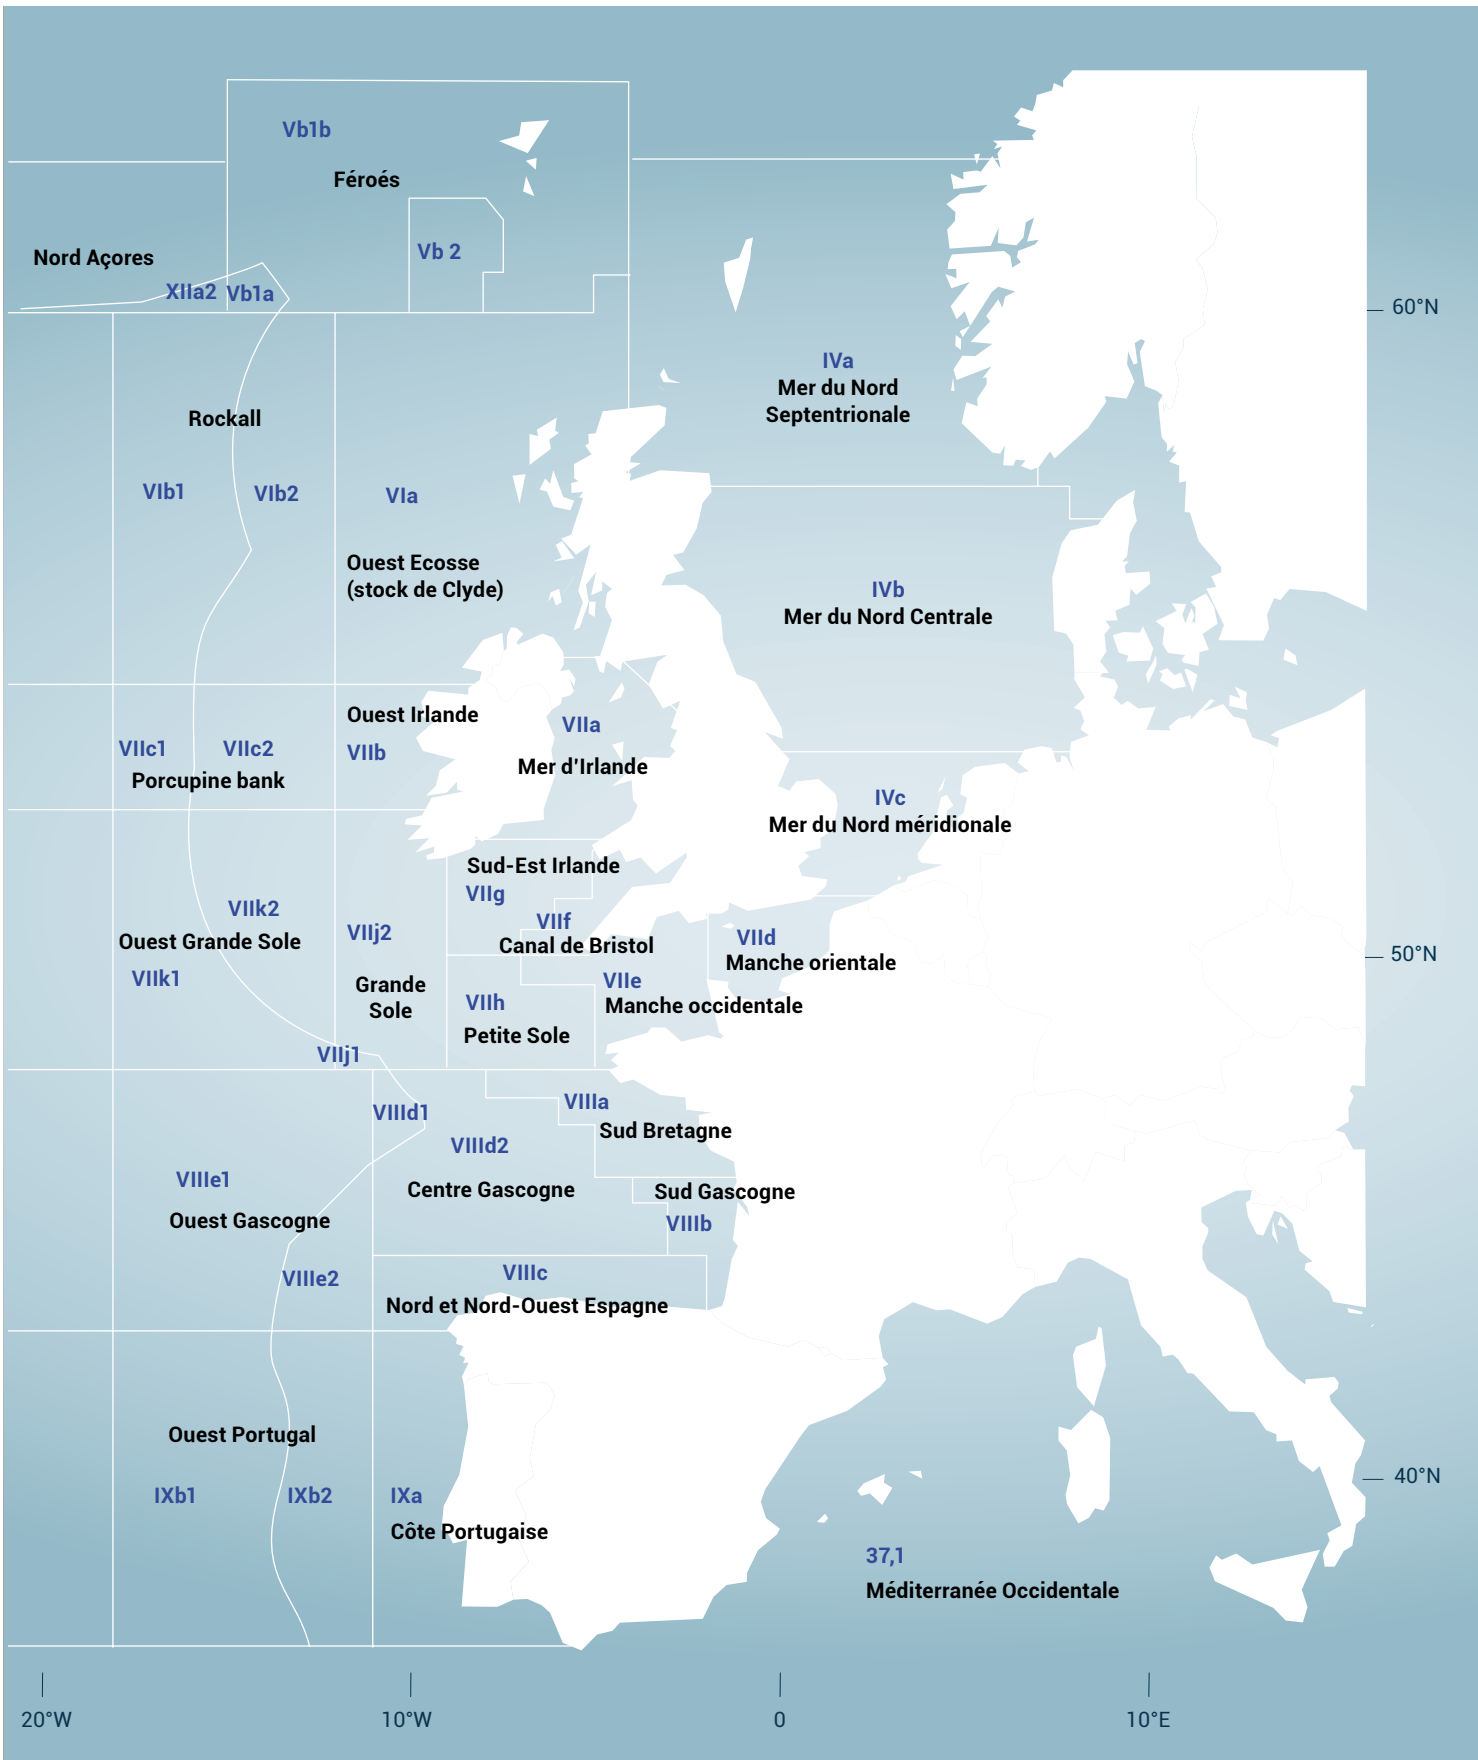 Vb1b
Féroés
Vb 2
Nord Açores
XIIa2
Vb1a
60°N
IVa
Mer du Nord
Septentrionale
Rockall
VIb1
VIb2
VIa
Ouest Ecosse
(stock de Clyde)
IVb
Mer du Nord Centrale
Ouest Irlande
VIIb
VIIc1
VIIc2
Porcupine bank
VIIa
Mer d'Irlande
IVc
Mer du Nord méridionale
Sud-Est Irlande
VIIg
VIIf
Canal de Bristol
VIIk2
Ouest Grande Sole
VIIk1
VIIj2
Grande
Sole
VIId
Manche orientale
50°N
VIIe
Manche occidentale
VIIh
Petite Sole
VIIj1
VIIId1
VIIIa
Sud Bretagne
VIIId2
Centre Gascogne
VIIIe1
Ouest Gascogne
Sud Gascogne
VIIIb
VIIIe2
VIIIc
Nord et Nord-Ouest Espagne
Ouest Portugal
IXb1
IXb2
IXa
Côte Portugaise
40°N
37,1
Méditerranée Occidentale
20°W
10°W
0
10°E